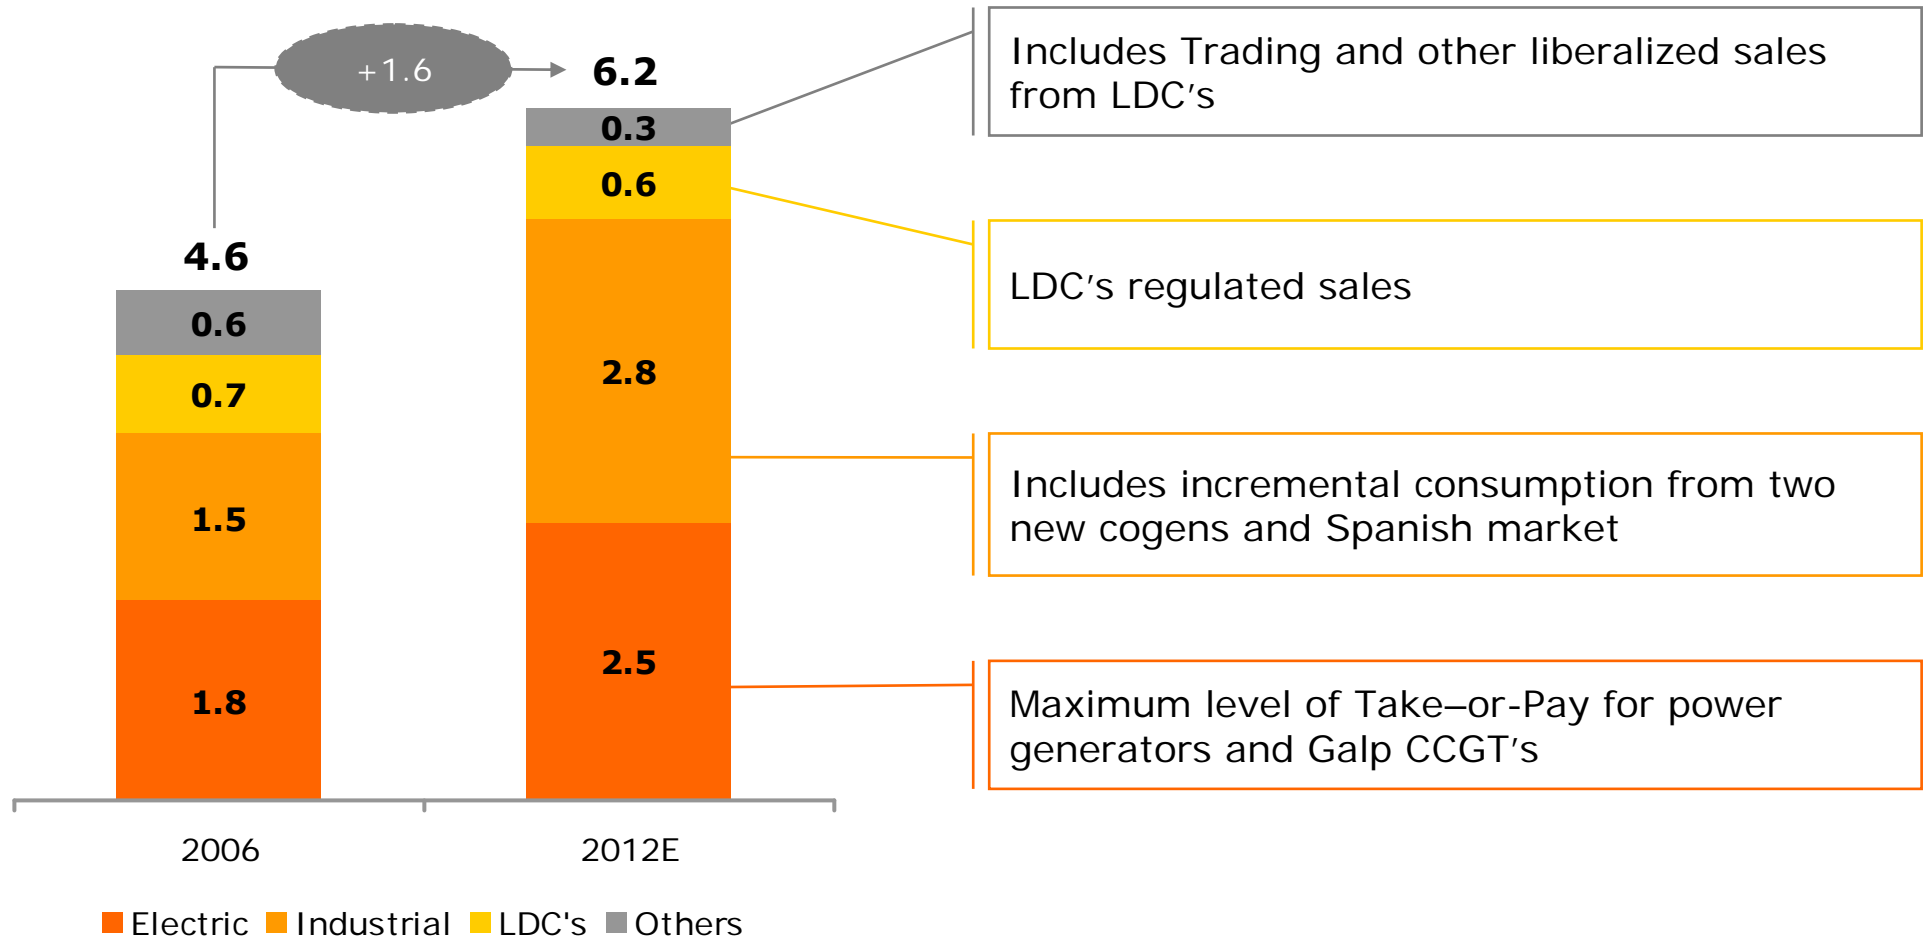 +1.6
6.2
0.3
0.6
2.8
2.5
4.6
0.6
0.7
1.5
1.8
2006
2012E
Electric
Industrial
LDC's
Others
Includes Trading and other liberalized sales
from LDC's
LDC's regulated sales
Includes incremental consumption from two
new cogens and Spanish market
Maximum level of Take–or-Pay for power
generators and Galp CCGT's